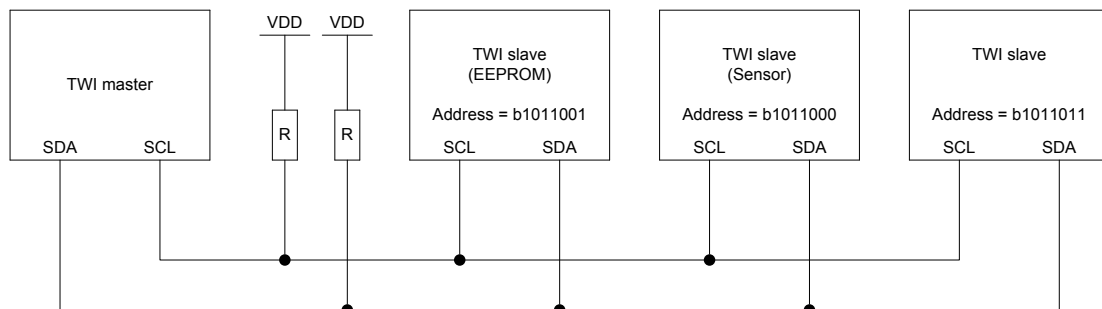 TWI master
SDA SCL
VDD VDD
R R
TWI slave
(EEPROM)
Address = b1011001
SCL SDA
TWI slave
(Sensor)
Address = b1011000
SCL SDA
TWI slave
Address = b1011011
SCL SDA